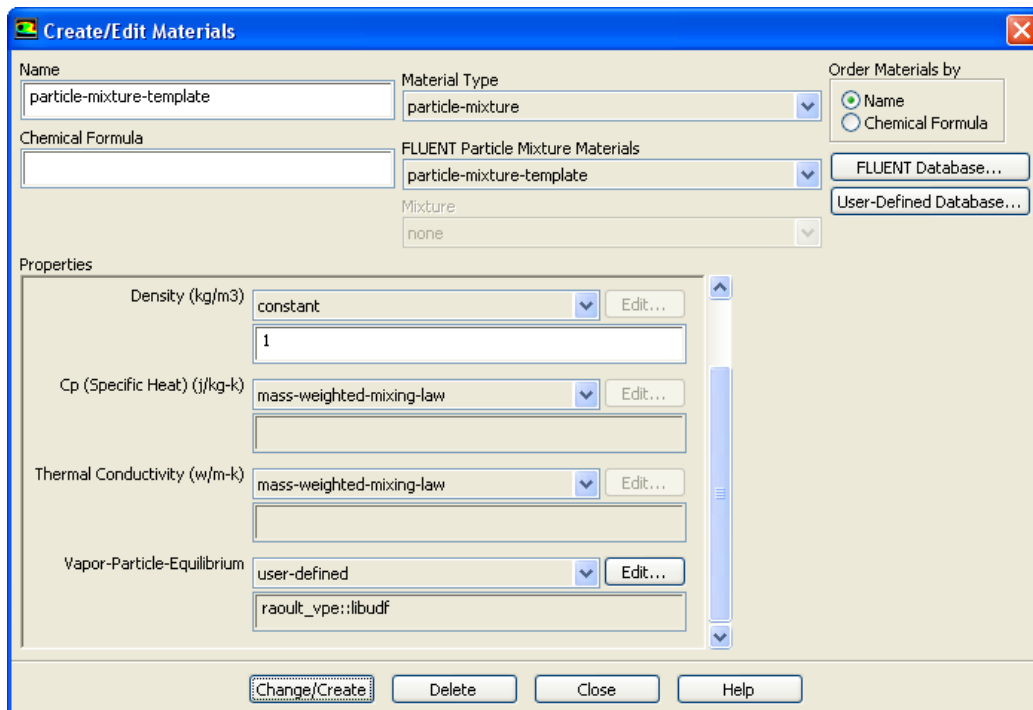 Create/Edit Materials
Name
particle-mixture-template
Chemical Formula
Material Type
particle-mixture
FLUENT Particle Mixture Materials
particle-mixture-template
Mixture
none
Order Materials by
Name
Chemical Formula
FLUENT Database...
User-Defined Database...
Properties
Density (kg/m3)
constant
Edit...
1
Cp (Specific Heat) (j/kg-k)
mass-weighted-mixing-law
Edit...
Thermal Conductivity (w/m-k)
mass-weighted-mixing-law
Edit...
Vapor-Particle-Equilibrium
user-defined
Edit...
raoult_vpe::libudf
Change/Create
Delete
Close
Help